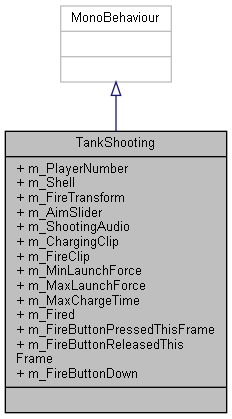 MonoBehaviour
TankShooting
+ m_PlayerNumber
+ m_Shell
+ m_FireTransform
+ m_AimSlider
+ m_ShootingAudio
+ m_ChargingClip
+ m_FireClip
+ m_MinLaunchForce
+ m_MaxLaunchForce
+ m_MaxChargeTime
+ m_Fired
+ m_FireButtonPressedThisFrame
+ m_FireButtonReleasedThis
Frame
+ m_FireButtonDown